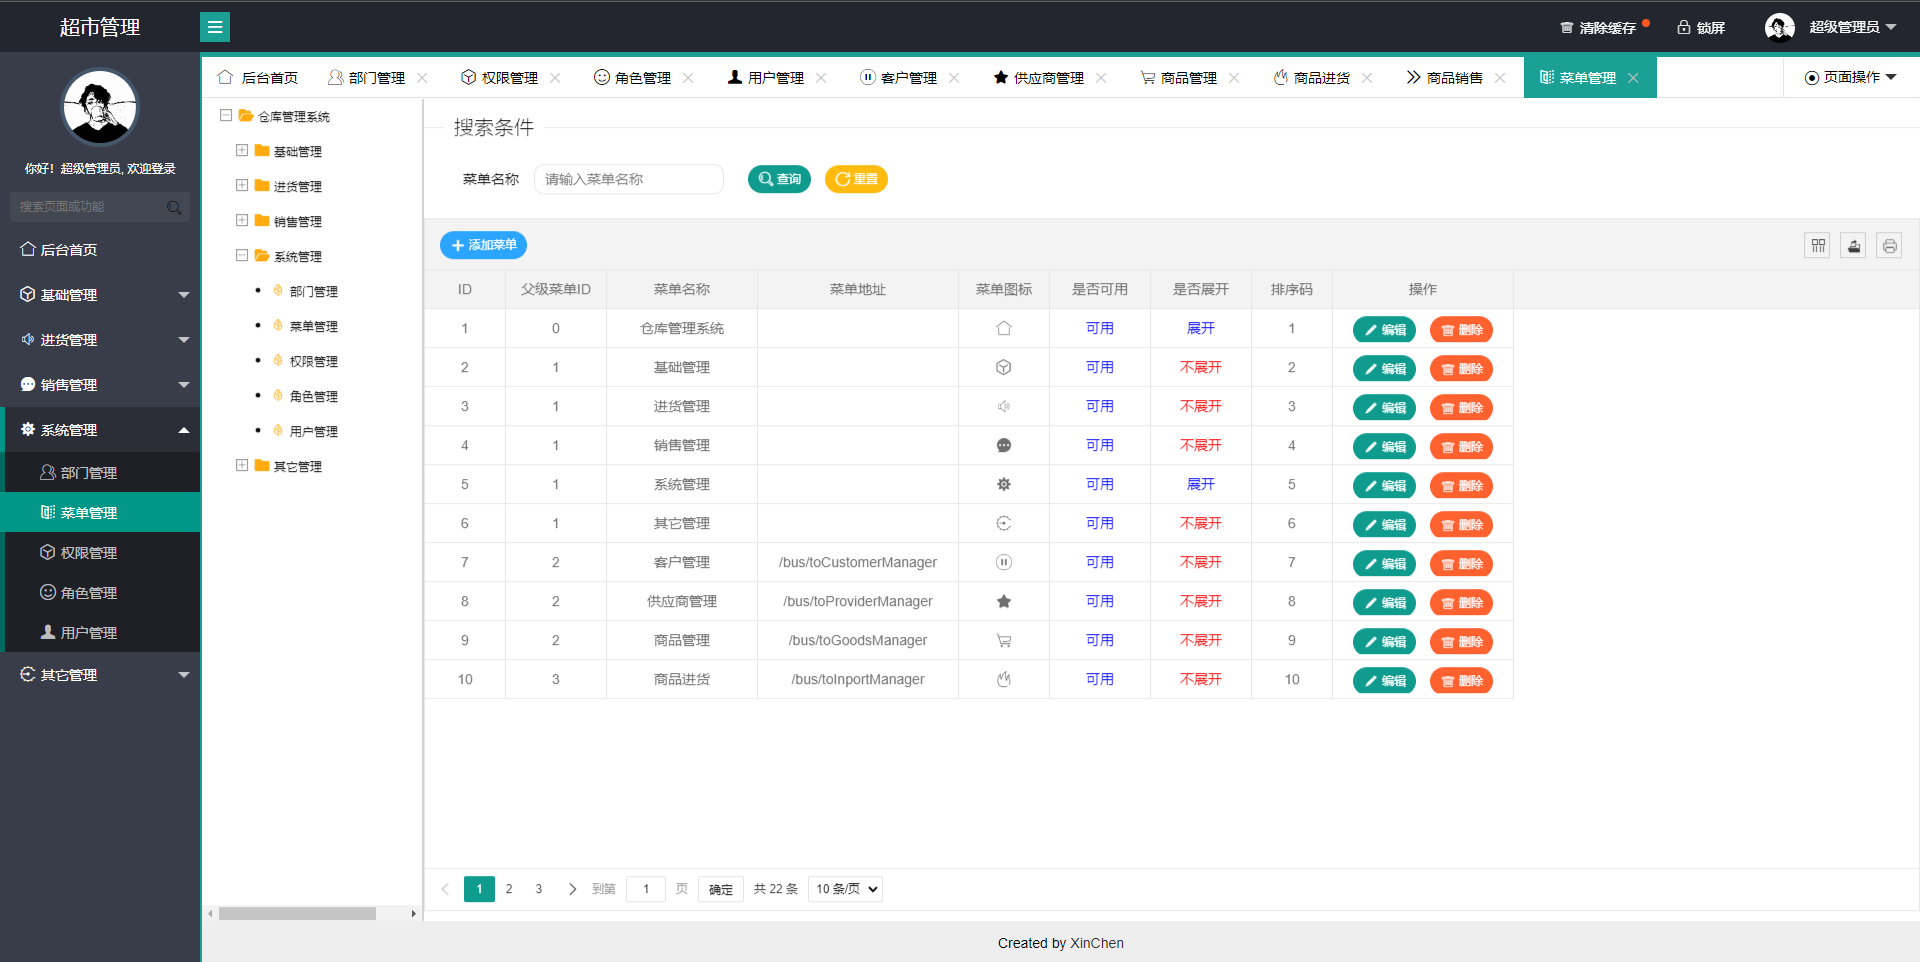 超市管理
清除缓存
锁屏
超级管理员
后台首页
部门管理
权限管理
角色管理
用户管理
客户管理
供应商管理
商品管理
商品进货
商品销售
菜单管理
页面操作
你好！超级管理员, 欢迎登录
搜索页面或功能
后台首页
基础管理
进货管理
销售管理
系统管理
部门管理
菜单管理
权限管理
角色管理
用户管理
其它管理
仓库管理系统
基础管理
进货管理
销售管理
系统管理
部门管理
菜单管理
权限管理
角色管理
用户管理
其它管理
搜索条件
菜单名称 请输入菜单名称 查询 重置
添加菜单
ID 父级菜单ID 菜单名称 菜单地址 菜单图标 是否可用 是否展开 排序码 操作
1 0 仓库管理系统 可用 展开 1 编辑 删除
2 1 基础管理 可用 不展开 2 编辑 删除
3 1 进货管理 可用 不展开 3 编辑 删除
4 1 销售管理 可用 不展开 4 编辑 删除
5 1 系统管理 可用 展开 5 编辑 删除
6 1 其它管理 可用 不展开 6 编辑 删除
7 2 客户管理 /bus/toCustomerManager 可用 不展开 7 编辑 删除
8 2 供应商管理 /bus/toProviderManager 可用 不展开 8 编辑 删除
9 2 商品管理 /bus/toGoodsManager 可用 不展开 9 编辑 删除
10 3 商品进货 /bus/toInportManager 可用 不展开 10 编辑 删除
1 2 3 到第 1 页 确定 共 22 条 10 条/页
Created by XinChen